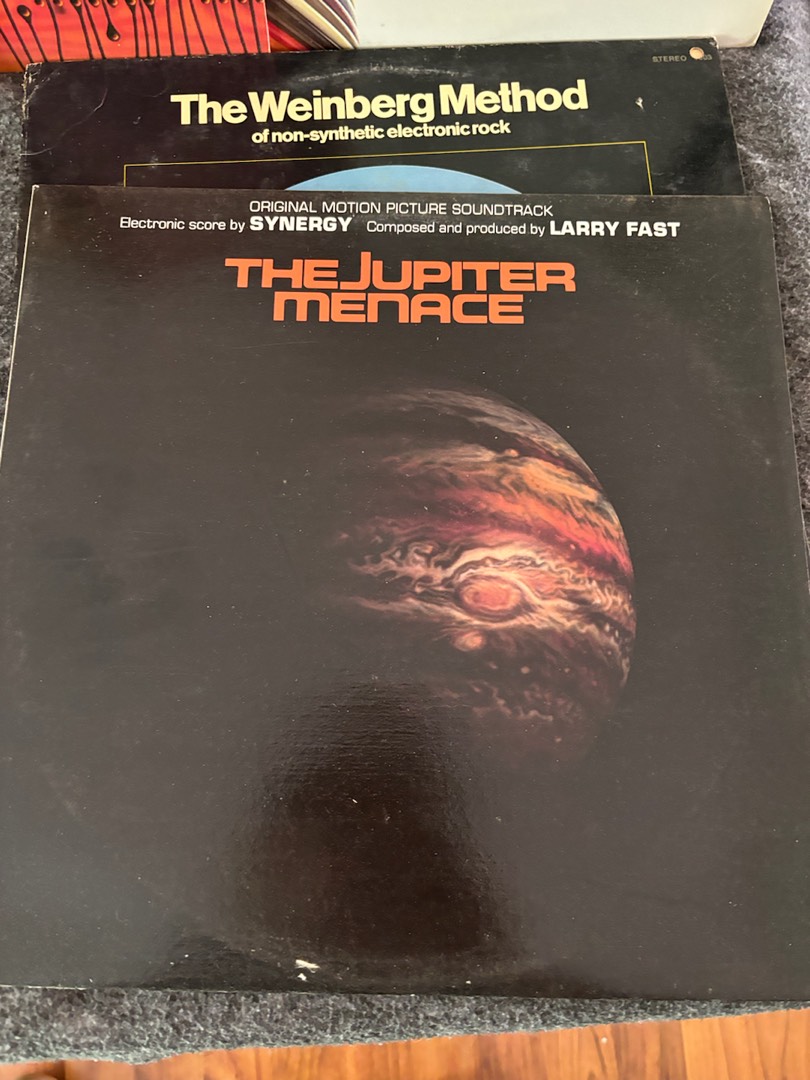 STEREO
The Weinberg Method
of non-synthetic electronic rock
ORIGINAL MOTION PICTURE SOUNDTRACK
Electronic score by SYNERGY Composed and produced by LARRY FAST
THE JUPITER
MENACE